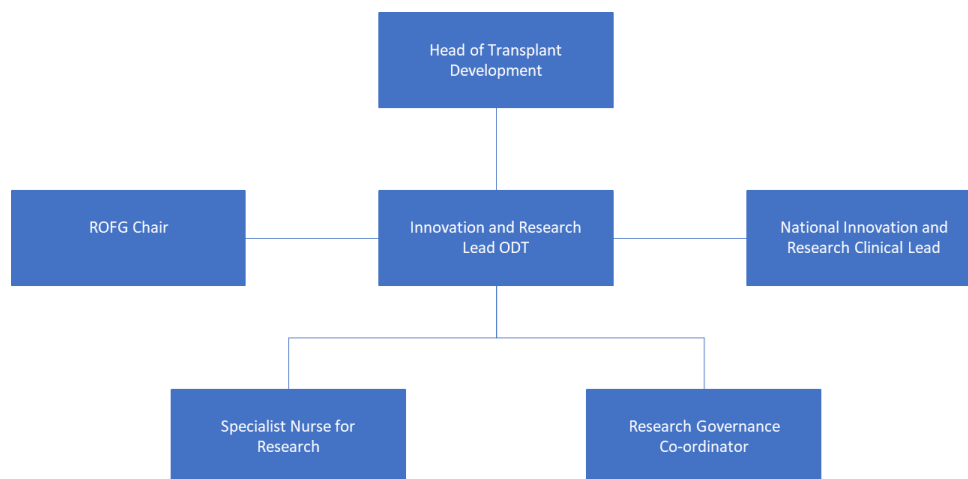 Head of Transplant
Development
ROFG Chair
Innovation and Research
Lead ODT
National Innovation and
Research Clinical Lead
Specialist Nurse for
Research
Research Governance
Co-ordinator